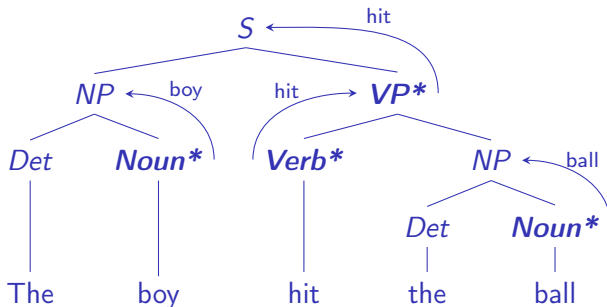 hit
S
NP boy hit VP*
Det Noun* Verb* NP ball
Det Noun*
The boy hit the ball